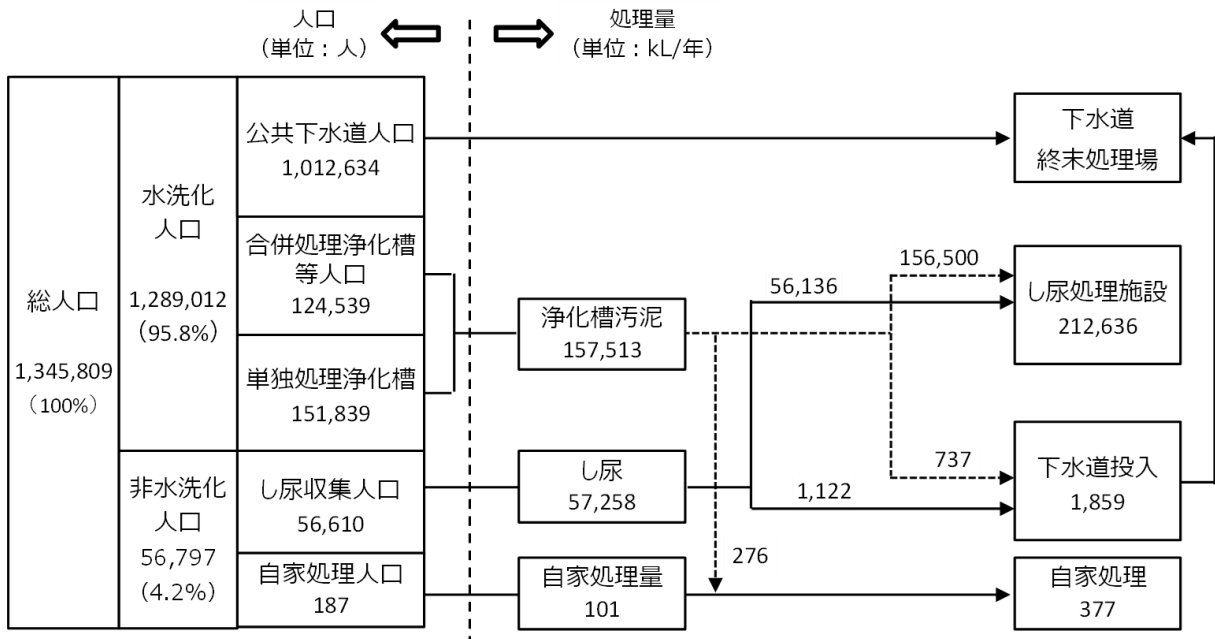 人口
（単位：人）
処理量
（単位：kL/年）
総人口
1,345,809
（100%）
水洗化
人口
1,289,012
（95.8%）
非水洗化
人口
56,797
（4.2%）
公共下水道人口
1,012,634
合併処理浄化槽
等人口
124,539
単独処理浄化槽
151,839
し尿収集人口
56,610
自家処理人口
187
浄化槽汚泥
157,513
し尿
57,258
自家処理量
101
56,136
156,500
737
1,122
276
下水道
終末処理場
し尿処理施設
212,636
下水道投入
1,859
自家処理
377